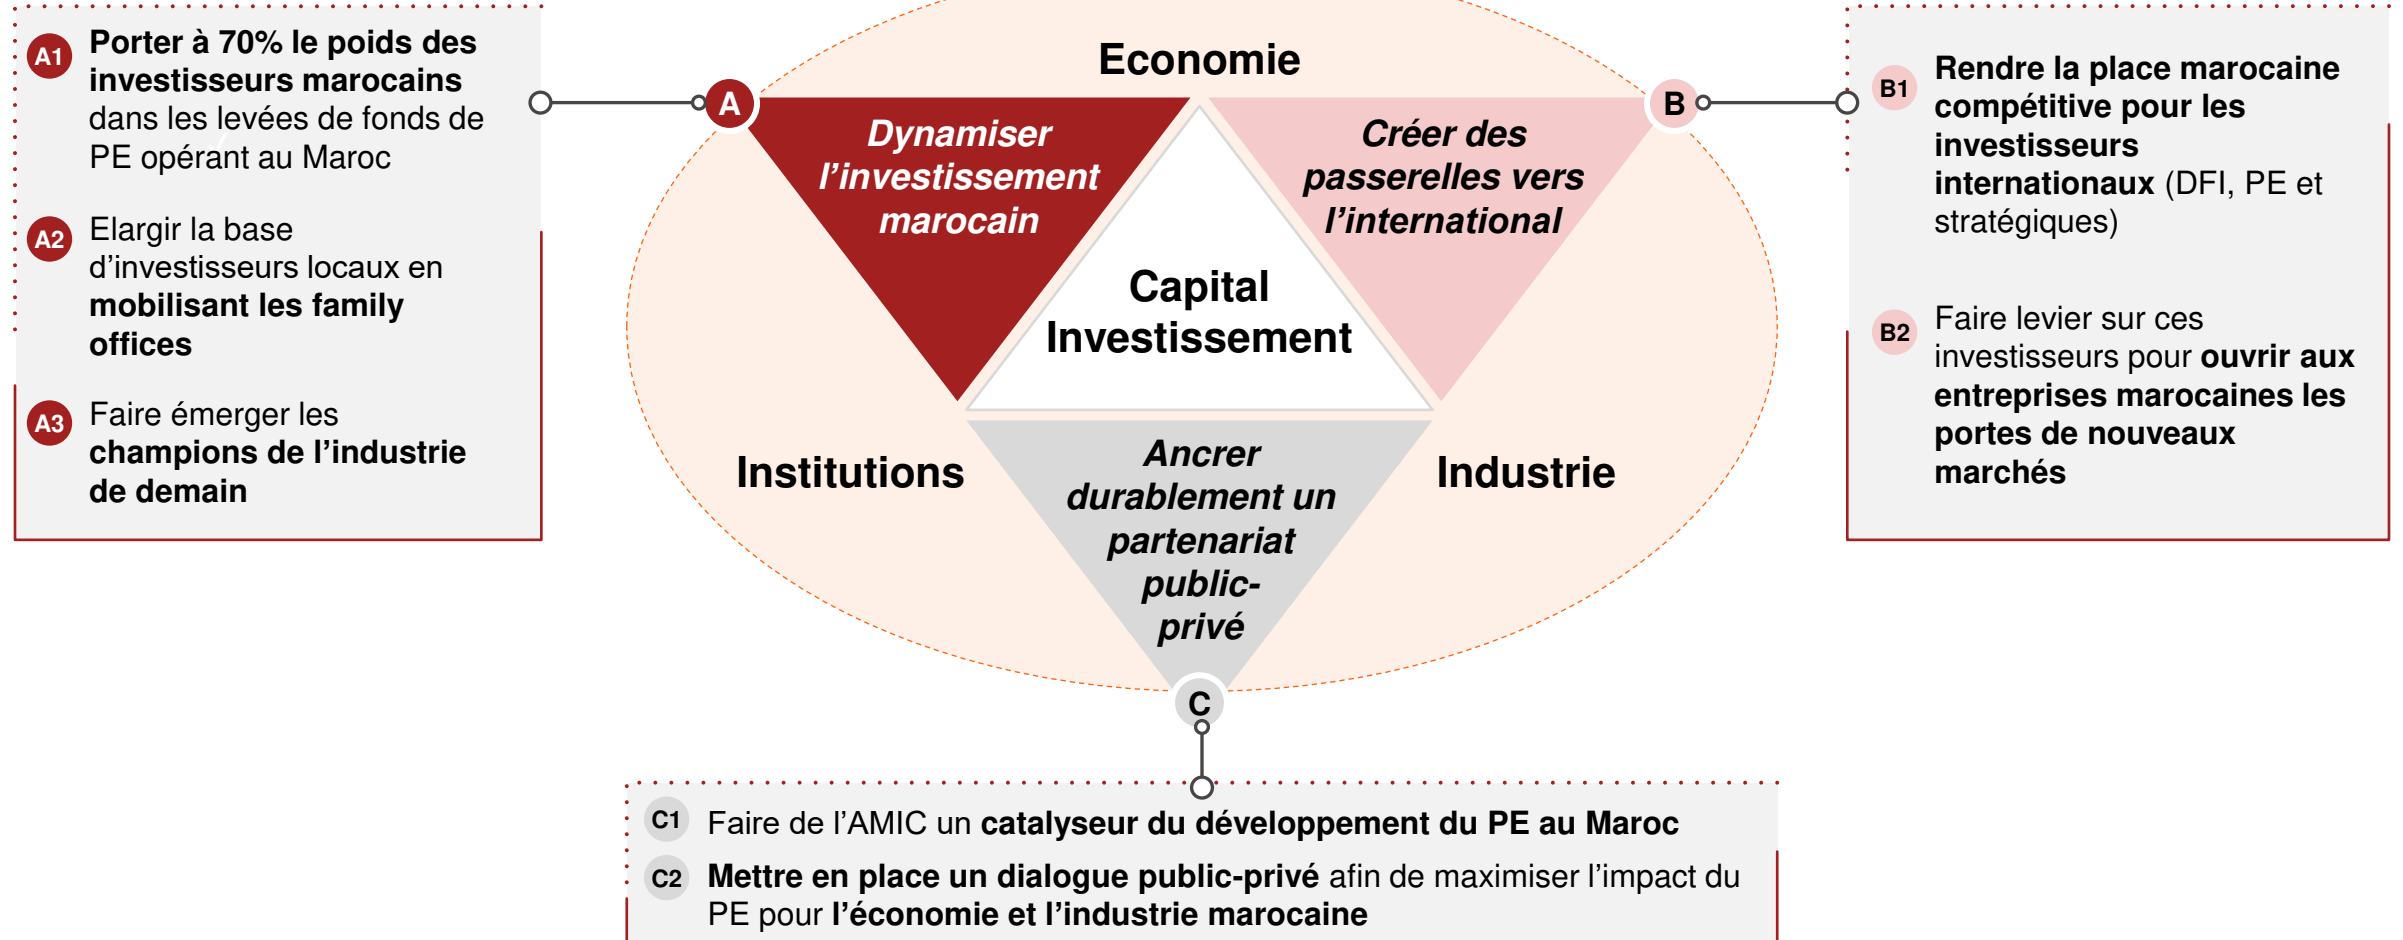 A1
Porter à 70% le poids des
investisseurs marocains
dans les levées de fonds de
PE opérant au Maroc
A2
Elargir la base
d'investisseurs locaux en
mobilisant les family
offices
A3
Faire émerger les
champions de l'industrie
de demain
Economie
A
Dynamiser
l'investissement
marocain
B
Créer des
passerelles vers
l'international
Capital
Investissement
Institutions
Industrie
Ancrer
durablement un
partenariat
public-
privé
C
B1
Rendre la place marocaine
compétitive pour les
investisseurs
internationaux (DFI, PE et
stratégiques)
B2
Faire levier sur ces
investisseurs pour ouvrir aux
entreprises marocaines les
portes de nouveaux
marchés
C1 Faire de l'AMIC un catalyseur du développement du PE au Maroc
C2 Mettre en place un dialogue public-privé afin de maximiser l'impact du
PE pour l'économie et l'industrie marocaine